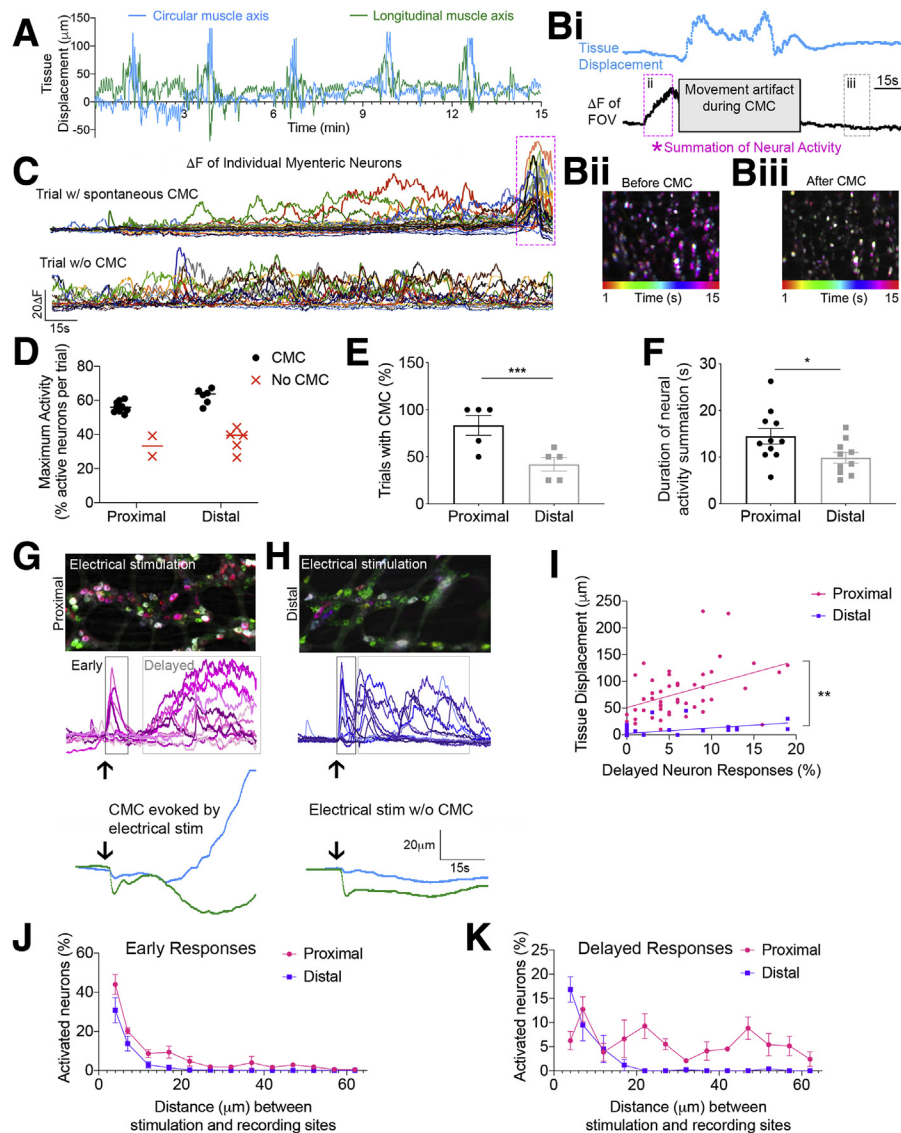 A
Circular muscle axis
Longitudinal muscle axis
Tissue
Displacement (μm)
150
100
50
-50
Time (min)
5
10
15
Bi
Tissue
Displacement
ii
iii
15s
ΔF of
FOV
Movement artifact
during CMC
*Summation of Neural Activity
C
ΔF of Individual Myenteric Neurons
Trial w/ spontaneous CMC
Trial w/o CMC
20ΔF
15s
Bii
Before CMC
1 Time (s) 15
Biii
After CMC
1 Time (s) 15
D
Maximum Activity
(% active neurons per trial)
80
60
40
20
0
CMC
No CMC
Proximal Distal
E
Trials with CMC (%)
150
100
50
0
***
Proximal Distal
F
Duration of neural
activity summation (s)
30
20
10
0
*
Proximal Distal
G
Electrical stimulation
Proximal
Early
Delayed
CMC evoked by
electrical stim
H
Electrical stimulation
Distal
Electrical stim w/o CMC
20μm
15s
I
Tissue Displacement (μm)
250
200
150
100
50
0
Proximal
Distal
**
0 5 10 15 20
Delayed Neuron Responses (%)
J
Early Responses
Activated neurons (%)
60
40
20
0
Proximal
Distal
0 20 40 60
Distance (μm) between
stimulation and recording sites
K
Delayed Responses
Activated neurons (%)
25
20
15
10
5
0
Proximal
Distal
0 20 40 60
Distance (μm) between
stimulation and recording sites